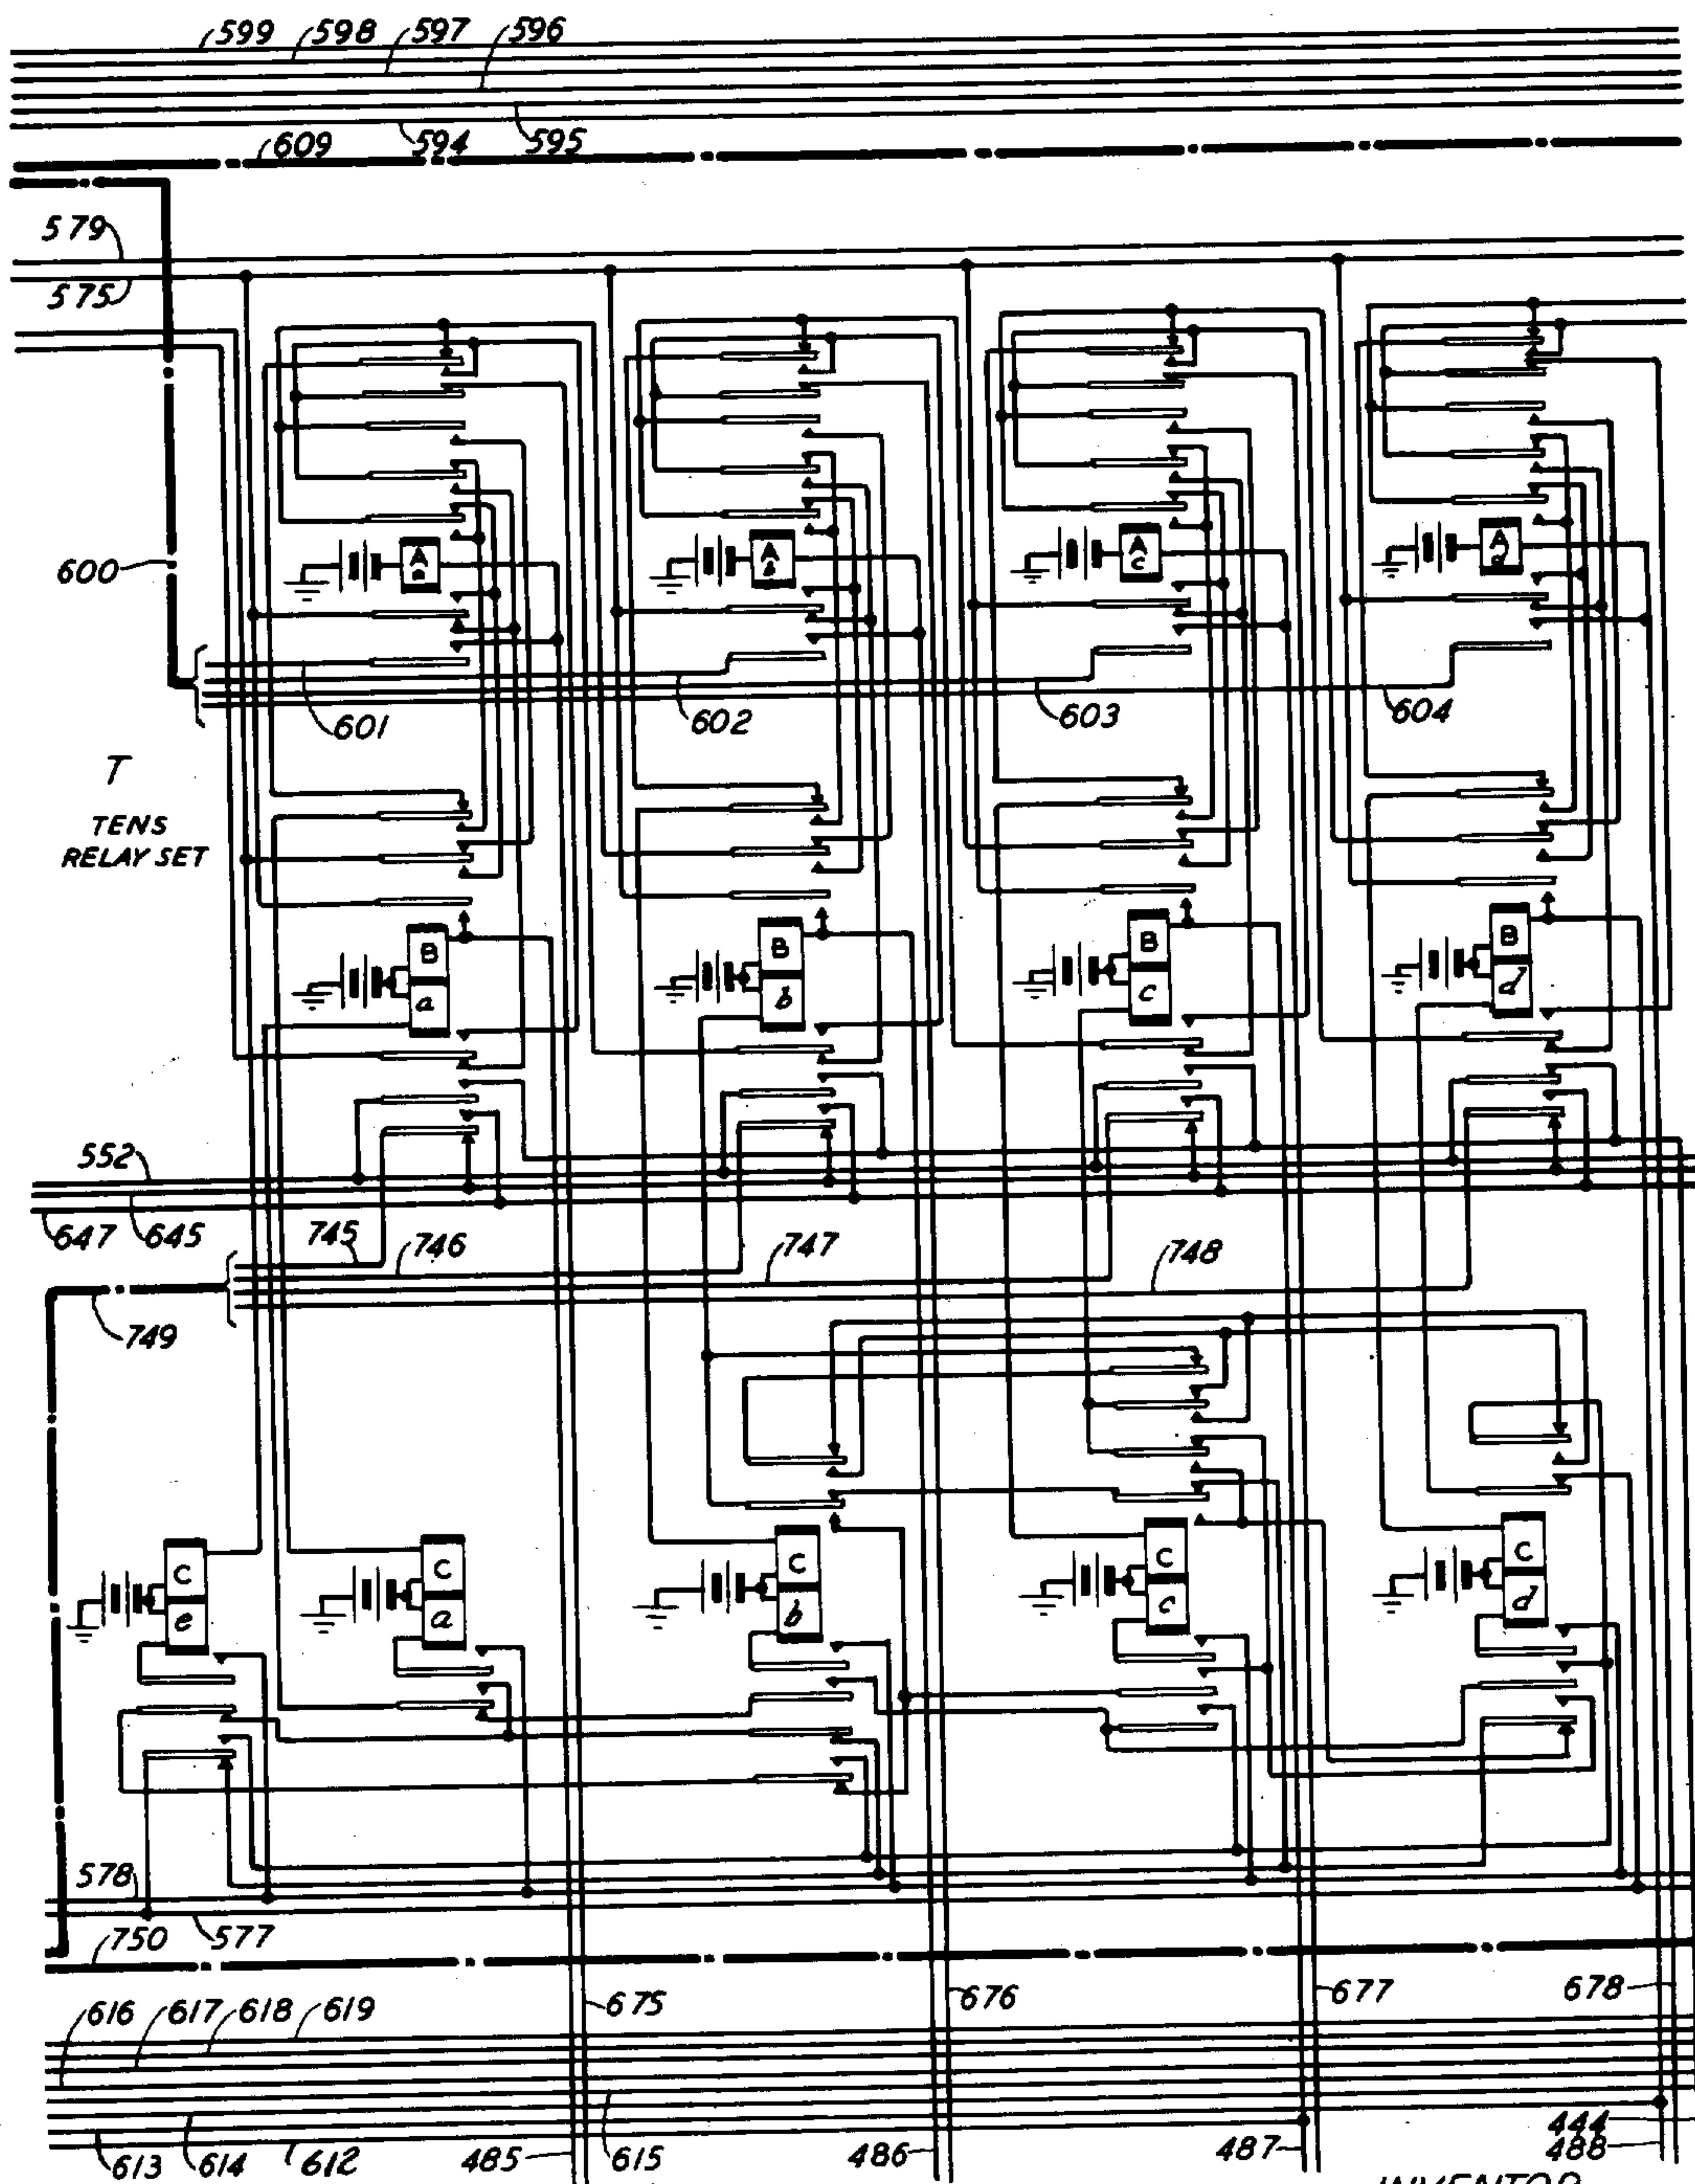 599 598 597 596
594 595
609
579
575
A a A b A c A d
600
601 602 603 604
T
TENS
RELAY SET
B B B B
a b c d
552
647 645 745 746 747 748
749
C C C C C
e a b c d
578
577
750
675 676 677 678
616 617 618 619
444
613 614 612 485 615 486 487 488
INVENTOR